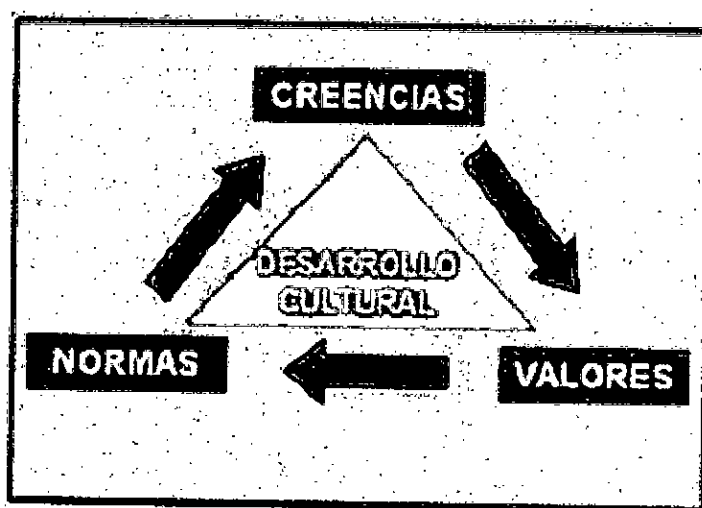 CREENCIAS
DESARROLLO
CULTURAL
NORMAS
VALORES